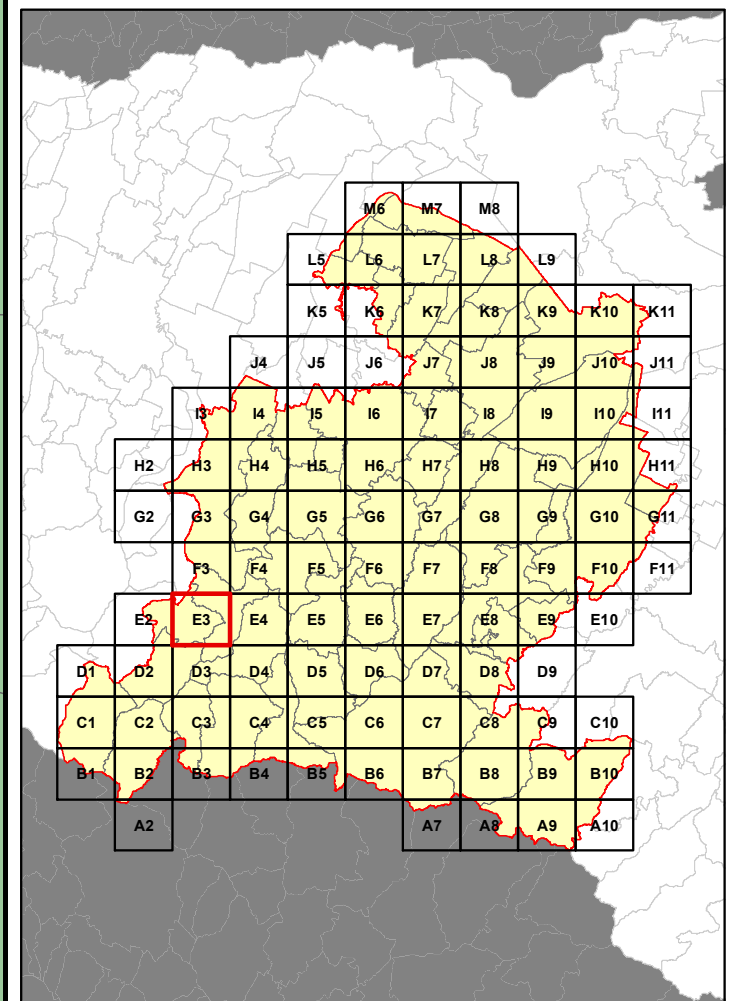 M6 M7 M8
L5 L6 L7 L8 L9
K5 K6 K7 K8 K9 K10 K11
J4 J5 J6 J7 J8 J9 J10 J11
I3 I4 I5 I6 I7 I8 I9 I10 I11
H2 H3 H4 H5 H6 H7 H8 H9 H10 H11
G2 G3 G4 G5 G6 G7 G8 G9 G10 G11
F3 F4 F5 F6 F7 F8 F9 F10 F11
E2 E3 E4 E5 E6 E7 E8 E9 E10
D1 D2 D3 D4 D5 D6 D7 D8 D9
C1 C2 C3 C4 C5 C6 C7 C8 C9 C10
B1 B2 B3 B4 B5 B6 B7 B8 B9 B10
A2 A7 A8 A9 A10